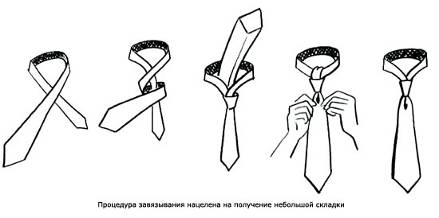 Процедура завязывания нацелена на получение небольшой складки